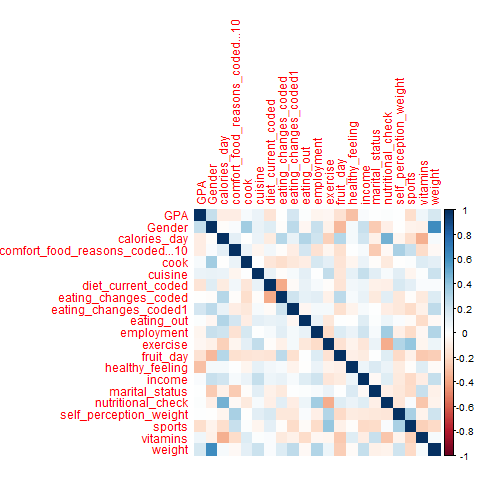 GPA
Gender
calories_day
comfort_food_reasons_coded...10
cook
cuisine
diet_current_coded
eating_changes_coded
eating_changes_coded1
eating_out
employment
exercise
fruit_day
healthy_feeling
income
marital_status
nutritional_check
self_perception_weight
sports
vitamins
weight
GPA
Gender
calories_day
comfort_food_reasons_coded...10
cook
cuisine
diet_current_coded
eating_changes_coded
eating_changes_coded1
eating_out
employment
exercise
fruit_day
healthy_feeling
income
marital_status
nutritional_check
self_perception_weight
sports
vitamins
weight
1
0.8
0.6
0.4
0.2
0
-0.2
-0.4
-0.6
-0.8
-1